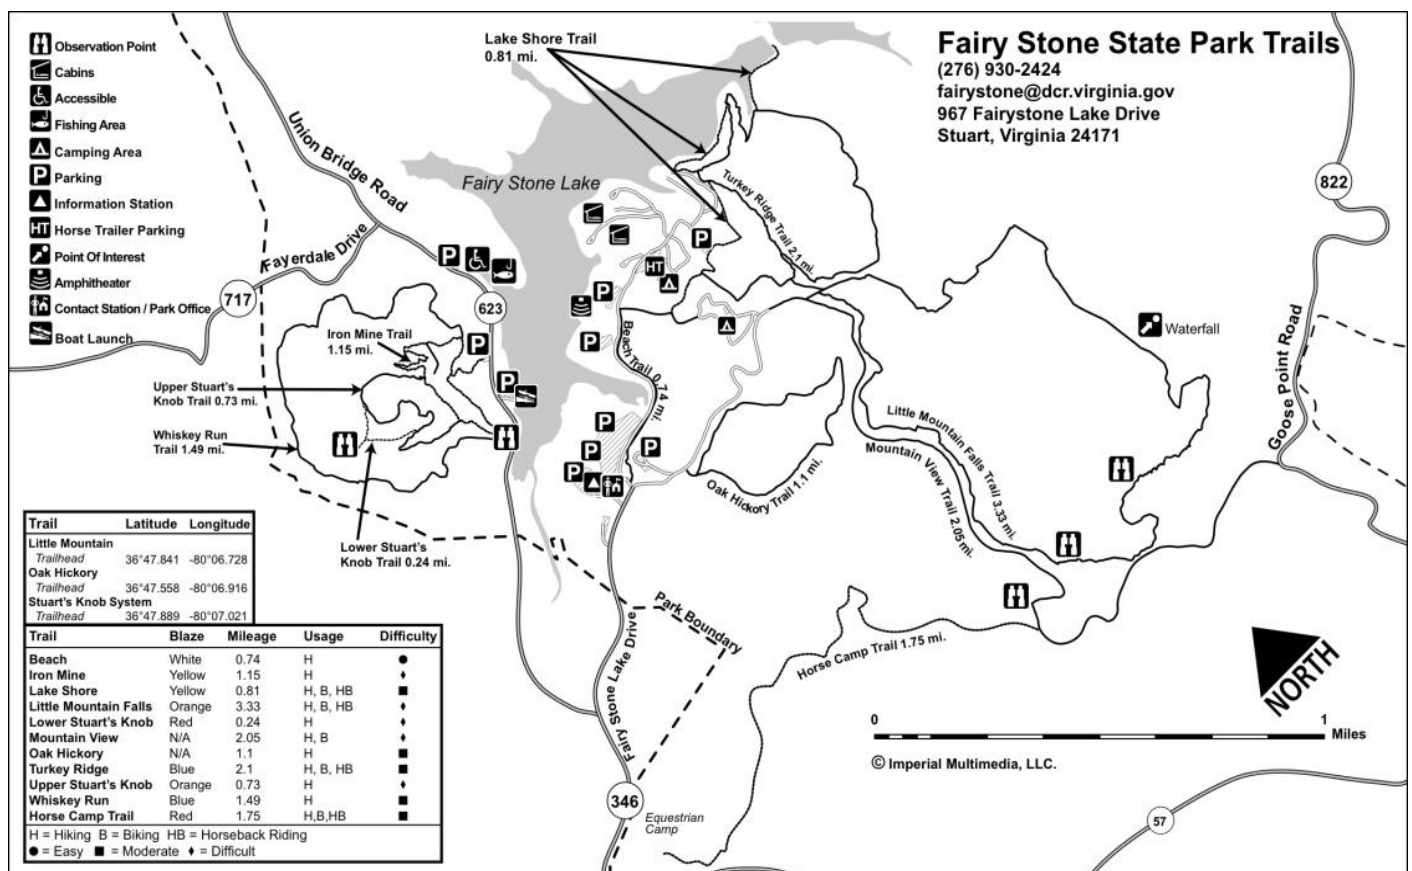 Fairy Stone State Park Trails
(276) 930-2424
fairystone@dcr.virginia.gov
967 Fairystone Lake Drive
Stuart, Virginia 24171
Observation Point
Cabins
Accessible
Fishing Area
Camping Area
P Parking
Information Station
HT Horse Trailer Parking
Point Of Interest
Amphitheater
Contact Station / Park Office
Boat Launch
Lake Shore Trail
0.81 mi.
Union Bridge Road
Fairy Stone Lake
Turkey Ridge Trail 2.1 mi.
822
Fayerdale Drive
717
P
623
P
HT
P
P
Iron Mine Trail
1.15 mi.
P
P
Beach Trail 0.74 mi.
Waterfall
Goose Point Road
Upper Stuart's
Knob Trail 0.73 mi.
P
Whiskey Run
Trail 1.49 mi.
P
P
P
P
Little Mountain Falls Trail 3.33 mi.
Mountain View Trail 2.05 mi.
Oak Hickory Trail 1.1 mi.
Lower Stuart's
Knob Trail 0.24 mi.
Park Boundary
Horse Camp Trail 1.75 mi.
Fairy Stone Lake Drive
346
Equestrian
Camp
57
NORTH
0 1
Miles
© Imperial Multimedia, LLC.
Trail Latitude Longitude
Little Mountain
Trailhead 36°47.841 -80°06.728
Oak Hickory
Trailhead 36°47.558 -80°06.916
Stuart's Knob System
Trailhead 36°47.889 -80°07.021
Trail Blaze Mileage Usage Difficulty
Beach White 0.74 H ●
Iron Mine Yellow 1.15 H ♦
Lake Shore Yellow 0.81 H, B, HB ■
Little Mountain Falls Orange 3.33 H, B, HB ♦
Lower Stuart's Knob Red 0.24 H ♦
Mountain View N/A 2.05 H, B ♦
Oak Hickory N/A 1.1 H ■
Turkey Ridge Blue 2.1 H, B, HB ■
Upper Stuart's Knob Orange 0.73 H ♦
Whiskey Run Blue 1.49 H ■
Horse Camp Trail Red 1.75 H,B,HB ■
H = Hiking B = Biking HB = Horseback Riding
● = Easy ■ = Moderate ♦ = Difficult